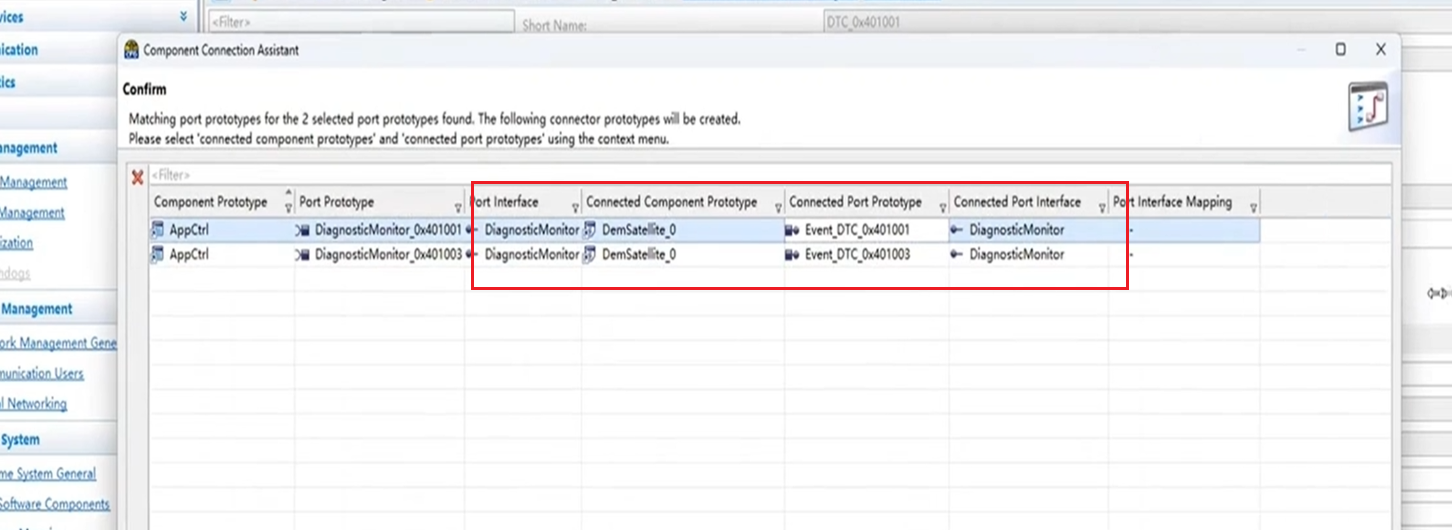 vices
<Filter>
Short Name:
DTC_0x401001
ication
Component Connection Assistant
tics
Confirm
Matching port prototypes for the 2 selected port prototypes found. The following connector prototypes will be created.
Please select 'connected component prototypes' and 'connected port prototypes' using the context menu.
anagement
<Filter>
Management
Component Prototype Port Prototype Port Interface Connected Component Prototype Connected Port Prototype Connected Port Interface Port Interface Mapping
Management
AppCtrl DiagnosticMonitor_0x401001 DiagnosticMonitor DemSatellite_0 Event_DTC_0x401001 DiagnosticMonitor -
ization
AppCtrl DiagnosticMonitor_0x401003 DiagnosticMonitor DemSatellite_0 Event_DTC_0x401003 DiagnosticMonitor -
hdogs
Management
ork Management Gene
munication Users
l Networking
System
me System General
Software Components